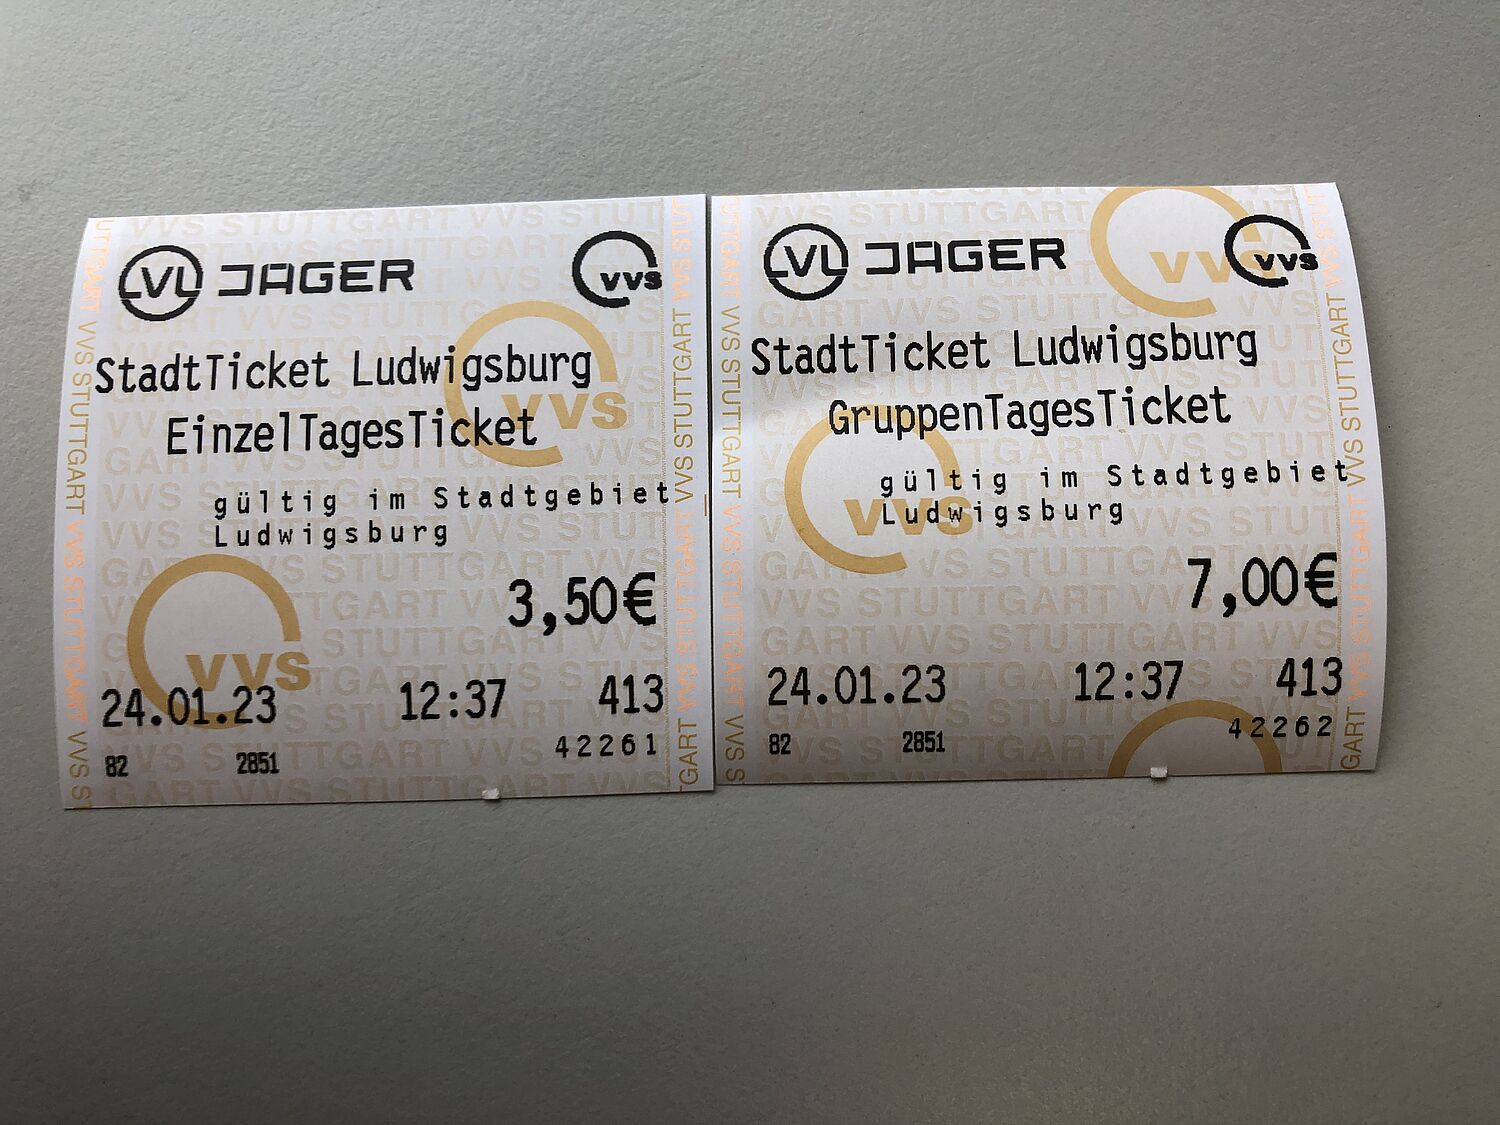 VL JÄGER
VVS
StadtTicket Ludwigsburg
EinzelTagesTicket
gültig im Stadtgebiet
Ludwigsburg
3,50€
24.01.23 12:37 413
82 2851 42261
VL JÄGER
VVS
StadtTicket Ludwigsburg
GruppenTagesTicket
gültig im Stadtgebiet
Ludwigsburg
7,00€
24.01.23 12:37 413
42262
82 2851